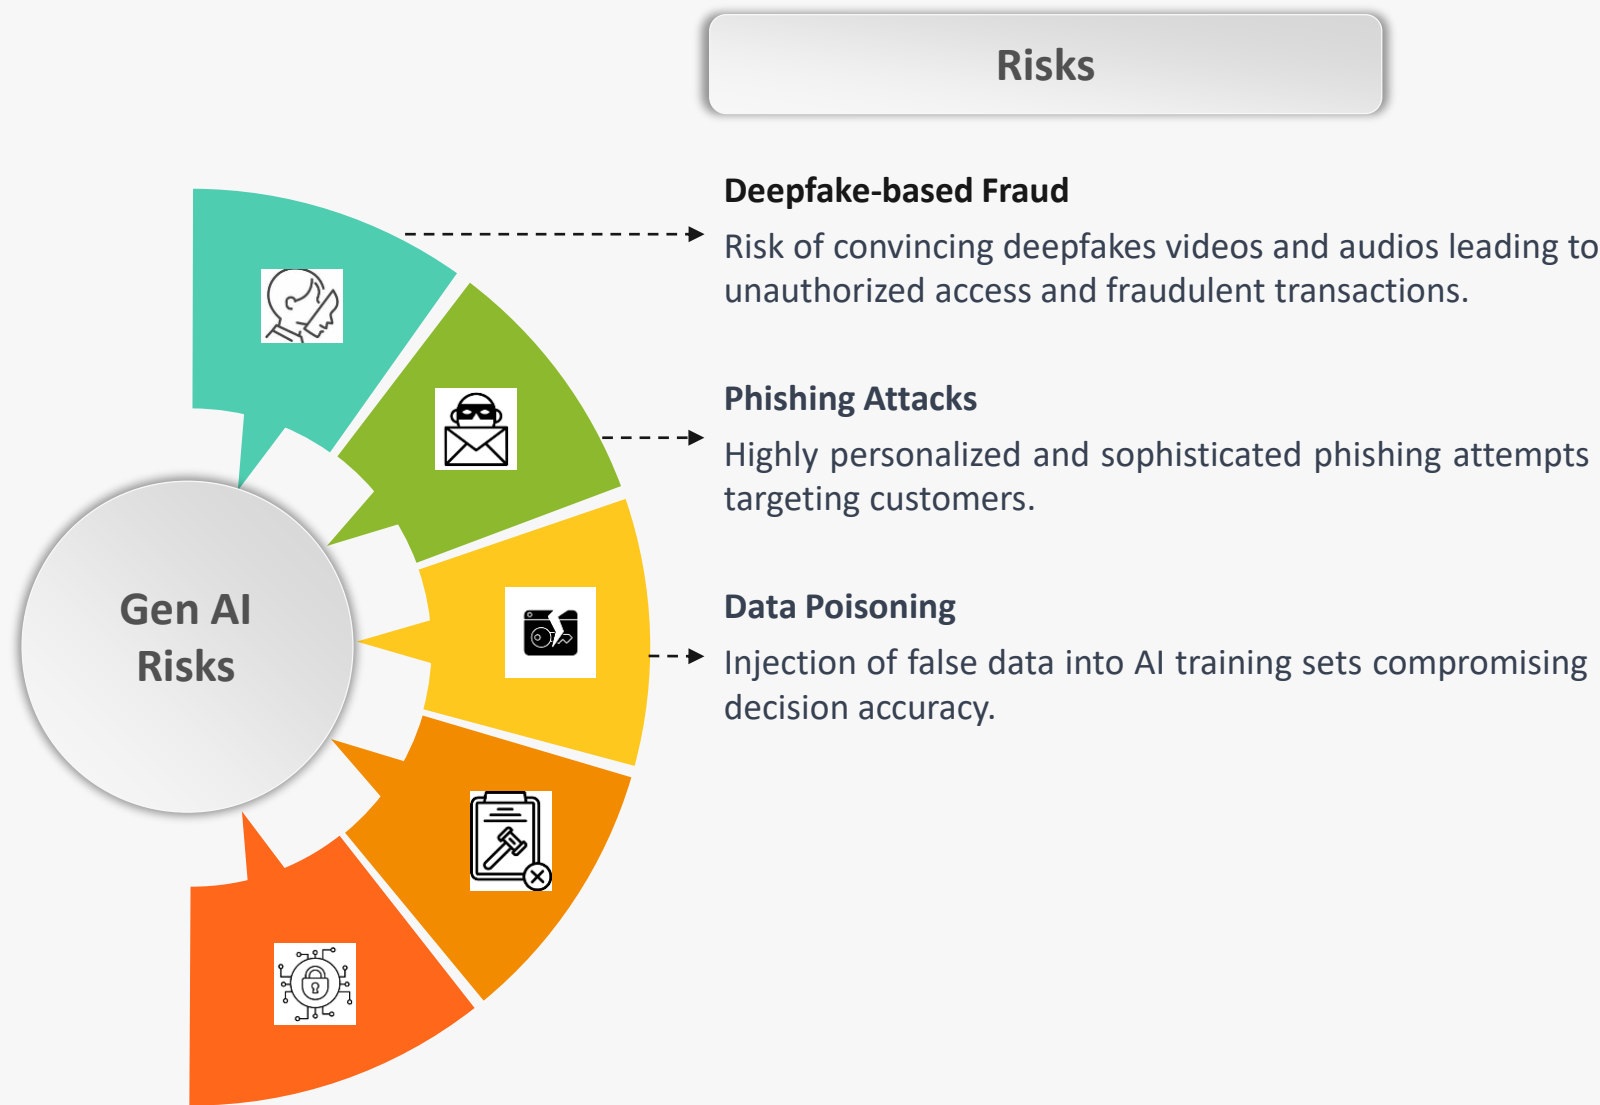 Risks
Deepfake-based Fraud
Risk of convincing deepfakes videos and audios leading to
unauthorized access and fraudulent transactions.
Phishing Attacks
Highly personalized and sophisticated phishing attempts
targeting customers.
Gen AI
Risks
Data Poisoning
Injection of false data into AI training sets compromising
decision accuracy.